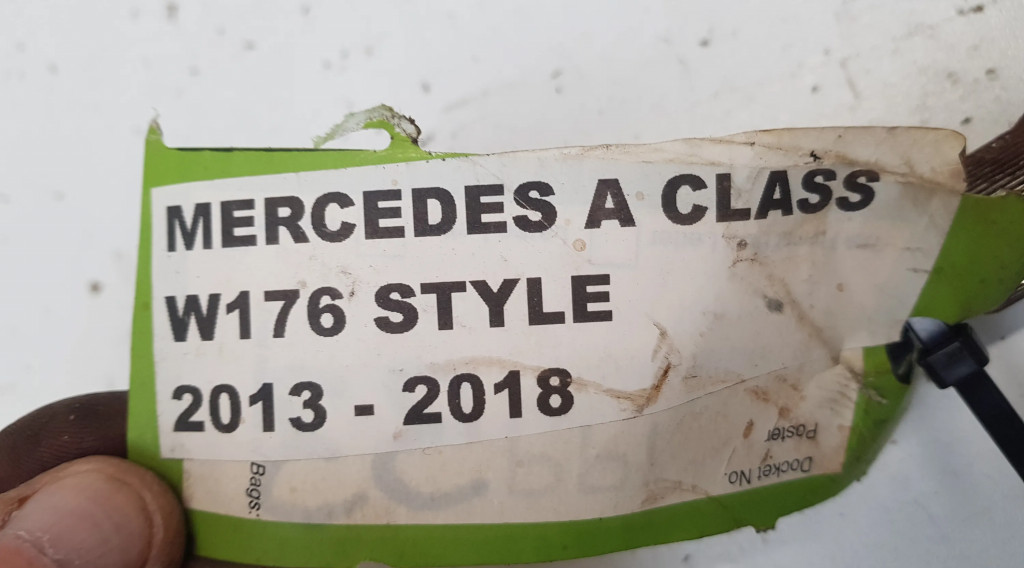 MERCEDES A CLASS
W176 STYLE
2013 - 2018
Bags:
Docket No.
Poster